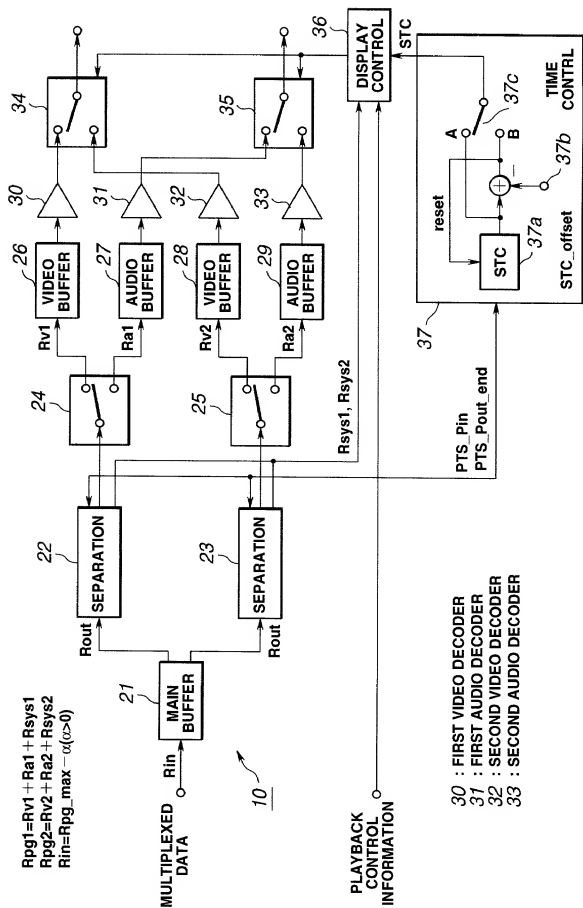 Rpg1=Rv1+Ra1+Rsys1
Rpg2=Rv2+Ra2+Rsys2
Rin=Rpg_max−α(α>0)
MULTIPLEXED
DATA
Rin
10
21
MAIN
BUFFER
Rout
Rout
22
SEPARATION
23
SEPARATION
24
25
Rv1
Ra1
Rv2
Ra2
26
VIDEO
BUFFER
27
AUDIO
BUFFER
28
VIDEO
BUFFER
29
AUDIO
BUFFER
30
31
32
33
34
35
Rsys1, Rsys2
36
DISPLAY
CONTROL
STC
PLAYBACK
CONTROL
INFORMATION
PTS_Pin
PTS_Pout_end
37
reset
STC
37a
STC_offset
+
−
37b
A
B
37c
TIME
CONTRL
30 : FIRST VIDEO DECODER
31 : FIRST AUDIO DECODER
32 : SECOND VIDEO DECODER
33 : SECOND AUDIO DECODER